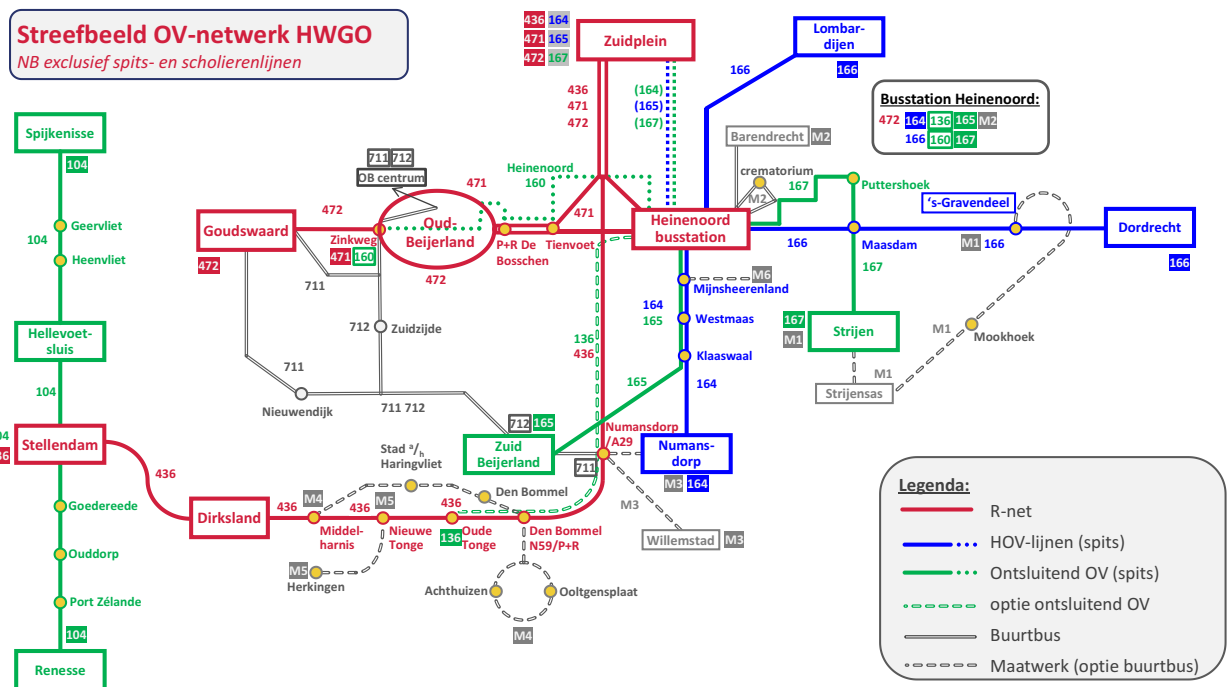 Streefbeeld OV-netwerk HWGO
NB exclusief spits- en scholierenlijnen
436 164
471 165
472 167
Zuidplein
Lombar-
dijen
166
166
436
471
472
(164)
(165)
(167)
Busstation Heinenoord:
472 164 136 165 M2
166 160 167
Spijkenisse
104
Geervliet
104
Heenvliet
Hellevoet-
sluis
104
Stellendam
436
Goedereede
Ouddorp
Port Zélande
104
Renesse
711 712
OB centrum
471
Heinenoord
160
Barendrecht M2
crematorium
M2
167
Puttershoek
's-Gravendeel
472
Goudswaard
472
Zinkweg
471 160
Oud-
Beijerland
472
P+R De
Bosschen
Tienvoet
471
Heinenoord
busstation
166
Maasdam
M1 166
Dordrecht
166
711
712
Zuidzijde
711
Nieuwendijk
711 712
M6
Mijnsheerenland
164
165
Westmaas
Klaaswaal
164
136
436
165
167
167
M1
Strijen
M1
Mookhoek
M1
Strijensas
712 165
Zuid
Beijerland
711
Numansdorp
/A29
Numans-
dorp
M3 164
M3
Willemstad M3
Stad a/h
Haringvliet
Den Bommel
Dirksland
436
M4
Middel-
harnis
436
M5
Nieuwe
Tonge
436
136
Oude
Tonge
Den Bommel
N59/P+R
M5
Herkingen
Achthuizen
Ooltgensplaat
M4
Legenda:
R-net
HOV-lijnen (spits)
Ontsluitend OV (spits)
optie ontsluitend OV
Buurtbus
Maatwerk (optie buurtbus)